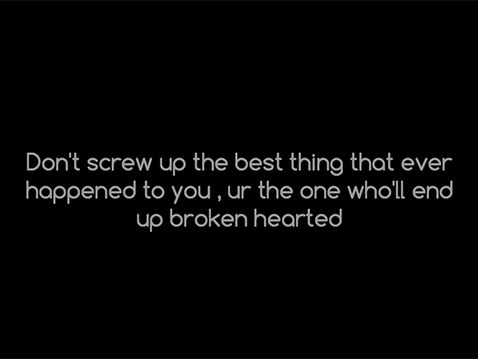 Don't screw up the best thing that ever
happened to you , ur the one who'll end
up broken hearted